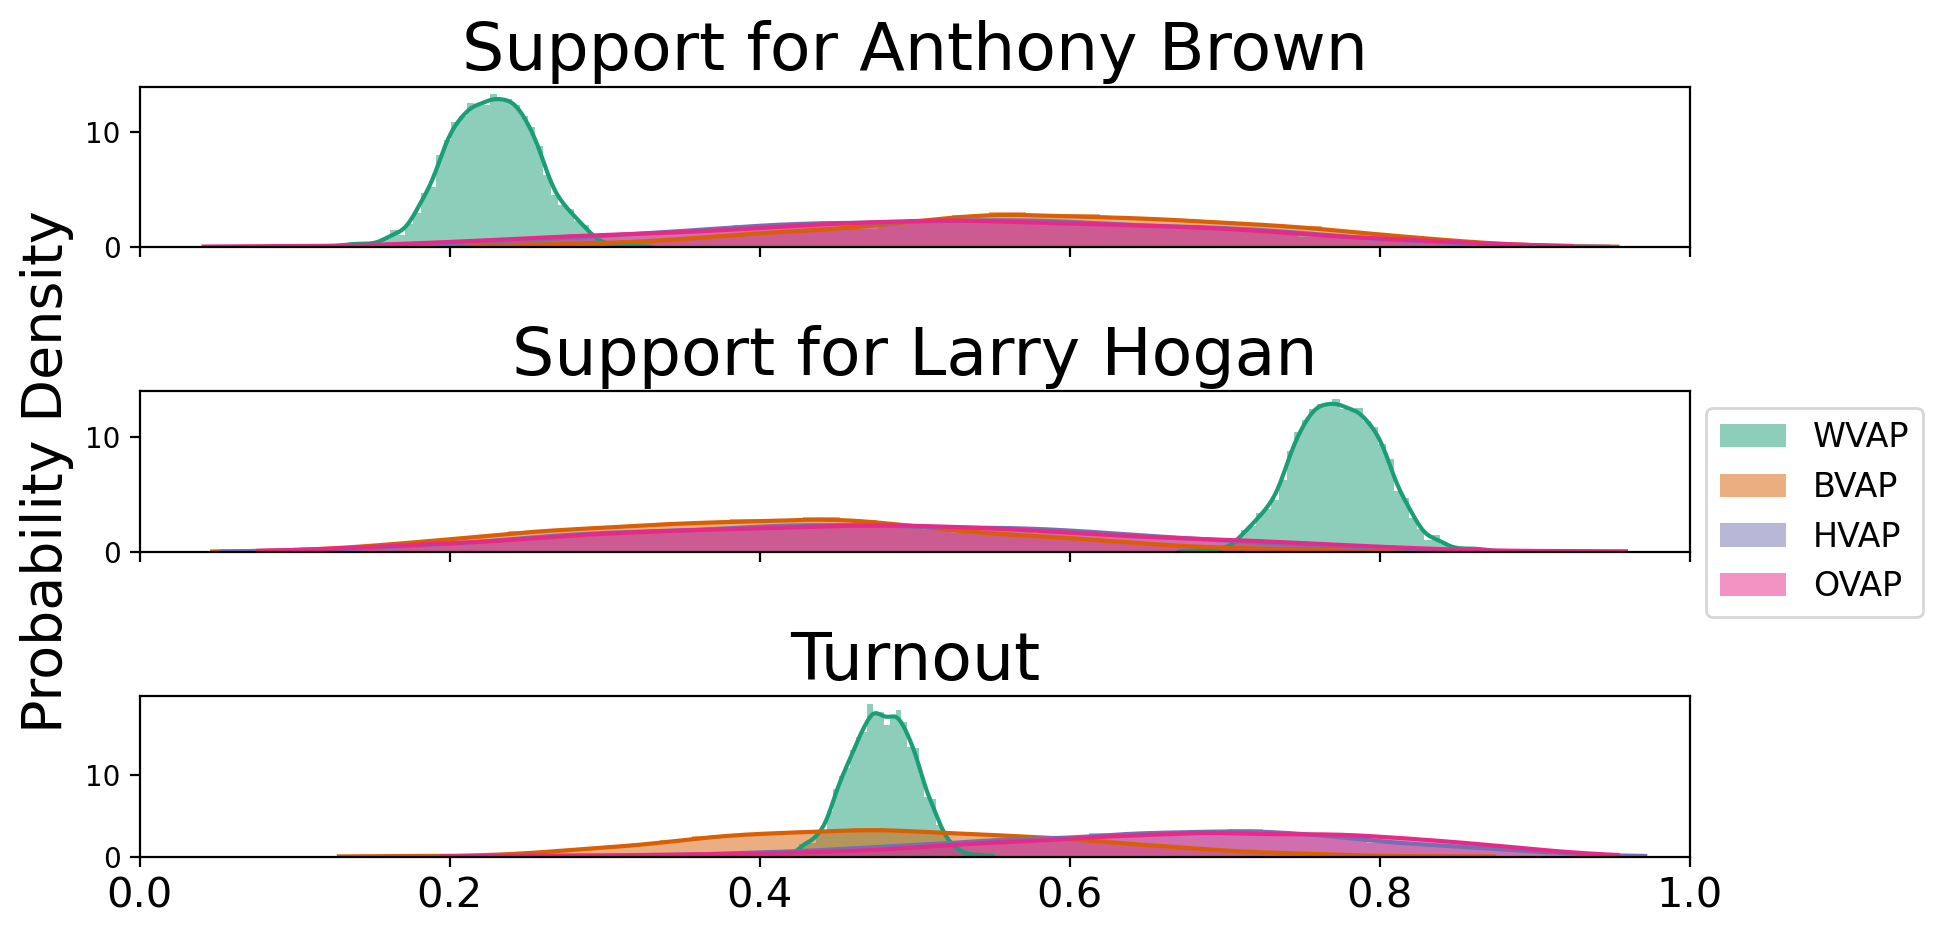 Support for Anthony Brown
10
0
Support for Larry Hogan
10
0
Turnout
10
0
0.0 0.2 0.4 0.6 0.8 1.0
Probability Density
WVAP
BVAP
HVAP
OVAP